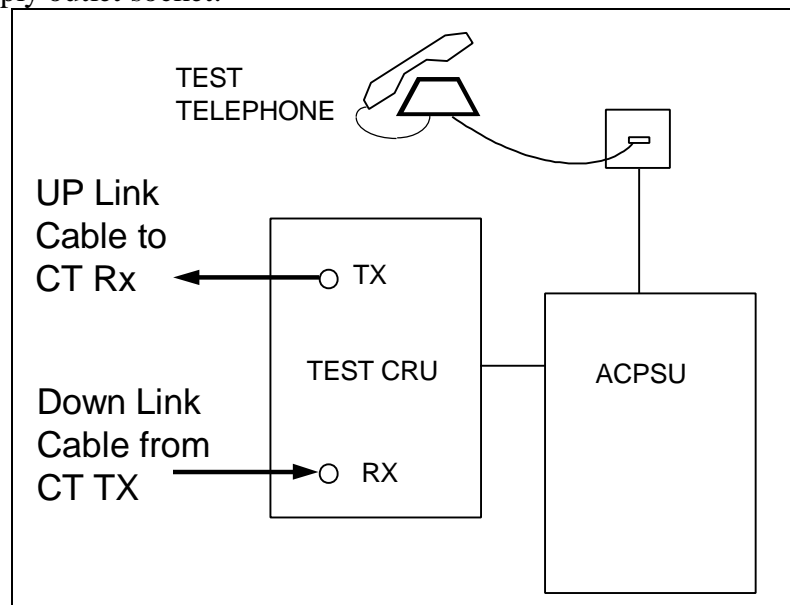 outlet socket.
TEST
TELEPHONE
UP Link
Cable to
CT Rx
TX
TEST CRU
ACPSU
Down Link
Cable from
CT TX
RX